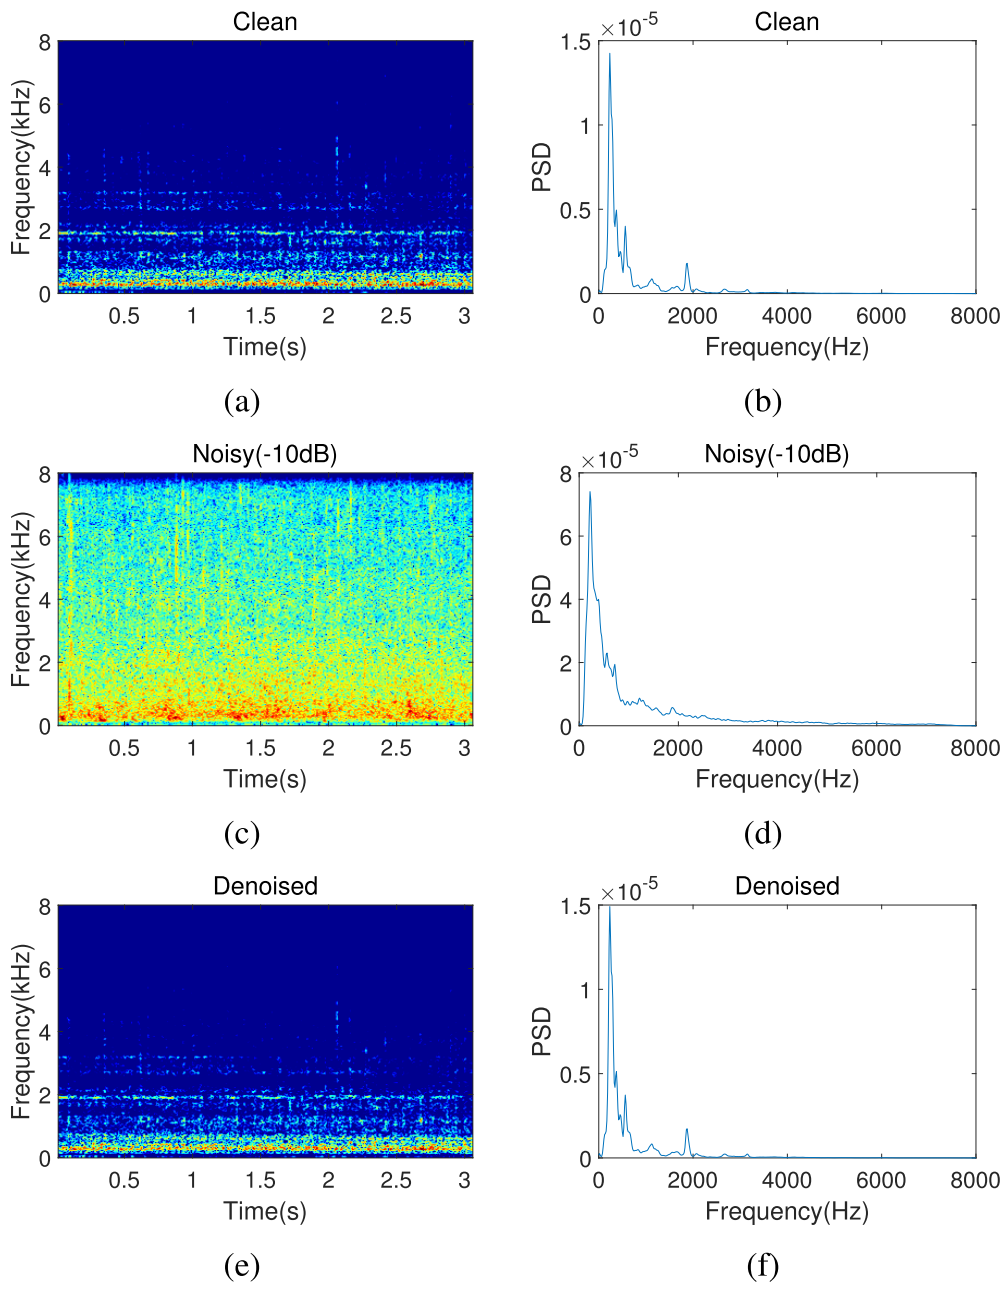 Clean
Frequency(kHz)
8
6
4
2
0
0.5 1 1.5 2 2.5 3
Time(s)
(a)
Clean
×10-5
PSD
1.5
1
0.5
0
0 2000 4000 6000 8000
Frequency(Hz)
(b)
Noisy(-10dB)
Frequency(kHz)
8
6
4
2
0
0.5 1 1.5 2 2.5 3
Time(s)
(c)
Noisy(-10dB)
×10-5
PSD
8
6
4
2
0
0 2000 4000 6000 8000
Frequency(Hz)
(d)
Denoised
Frequency(kHz)
8
6
4
2
0
0.5 1 1.5 2 2.5 3
Time(s)
(e)
Denoised
×10-5
PSD
1.5
1
0.5
0
0 2000 4000 6000 8000
Frequency(Hz)
(f)